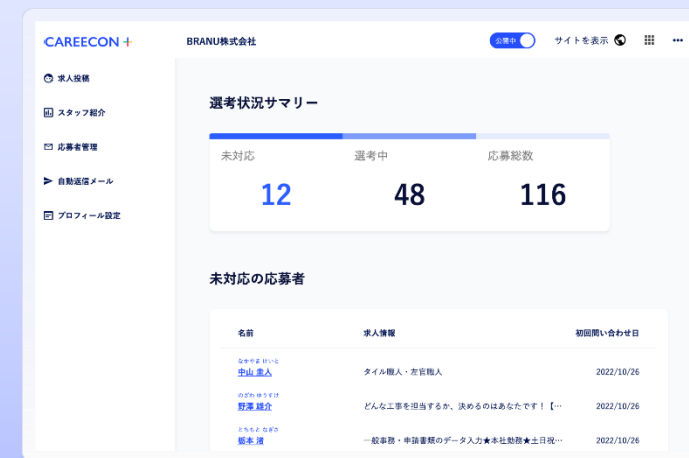 CAREECON +
BRANU株式会社
公開中
サイトを表示
求人投稿
スタッフ紹介
応募者管理
自動返信メール
プロフィール設定
選考状況サマリー
未対応 選考中 応募総数
12 48 116
未対応の応募者
名前 求人情報 初回問い合わせ日
なかやま けいと
中山 圭人 タイル職人・左官職人 2022/10/26
のざわ ゆうすけ
野澤 雄介 どんな工事を担当するか、決めるのはあなたです！【… 2022/10/26
とちもと なぎさ
栃本 渚 一般事務・申請書類のデータ入力★本社勤務★土日祝… 2022/10/26